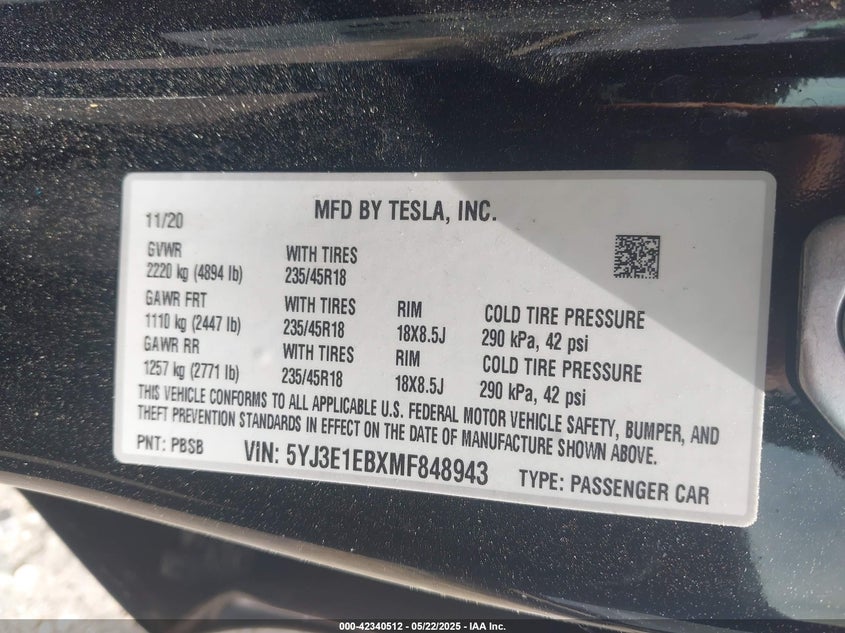 MFD BY TESLA, INC.
11/20
GVWR WITH TIRES
2220 kg (4894 lb) 235/45R18
GAWR FRT WITH TIRES RIM COLD TIRE PRESSURE
1110 kg (2447 lb) 235/45R18 18X8.5J 290 kPa, 42 psi
GAWR RR WITH TIRES RIM COLD TIRE PRESSURE
1257 kg (2771 lb) 235/45R18 18X8.5J 290 kPa, 42 psi
THIS VEHICLE CONFORMS TO ALL APPLICABLE U.S. FEDERAL MOTOR VEHICLE SAFETY, BUMPER, AND
THEFT PREVENTION STANDARDS IN EFFECT ON THE DATE OF MANUFACTURE SHOWN ABOVE.
PNT: PBSB VIN: 5YJ3E1EBXMF848943 TYPE: PASSENGER CAR
000-42340512 - 05/22/2025 - IAA Inc.